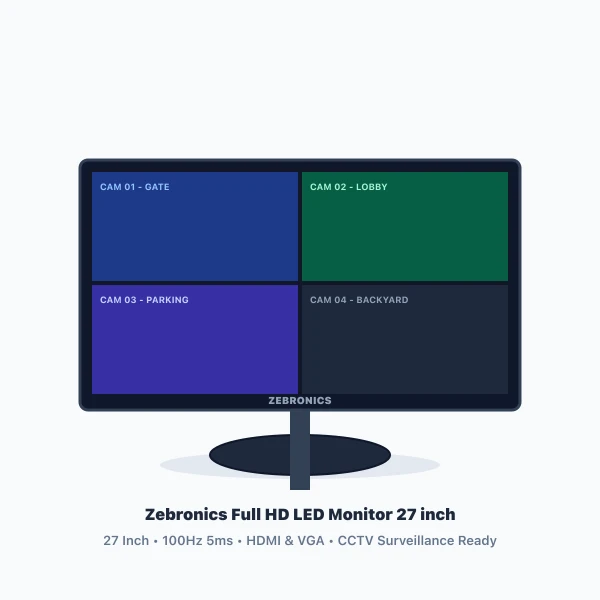 CAM 01 - GATE
CAM 02 - LOBBY
CAM 03 - PARKING
CAM 04 - BACKYARD
ZEBRONICS
Zebronics Full HD LED Monitor 27 inch
27 Inch • 100Hz 5ms • HDMI & VGA • CCTV Surveillance Ready